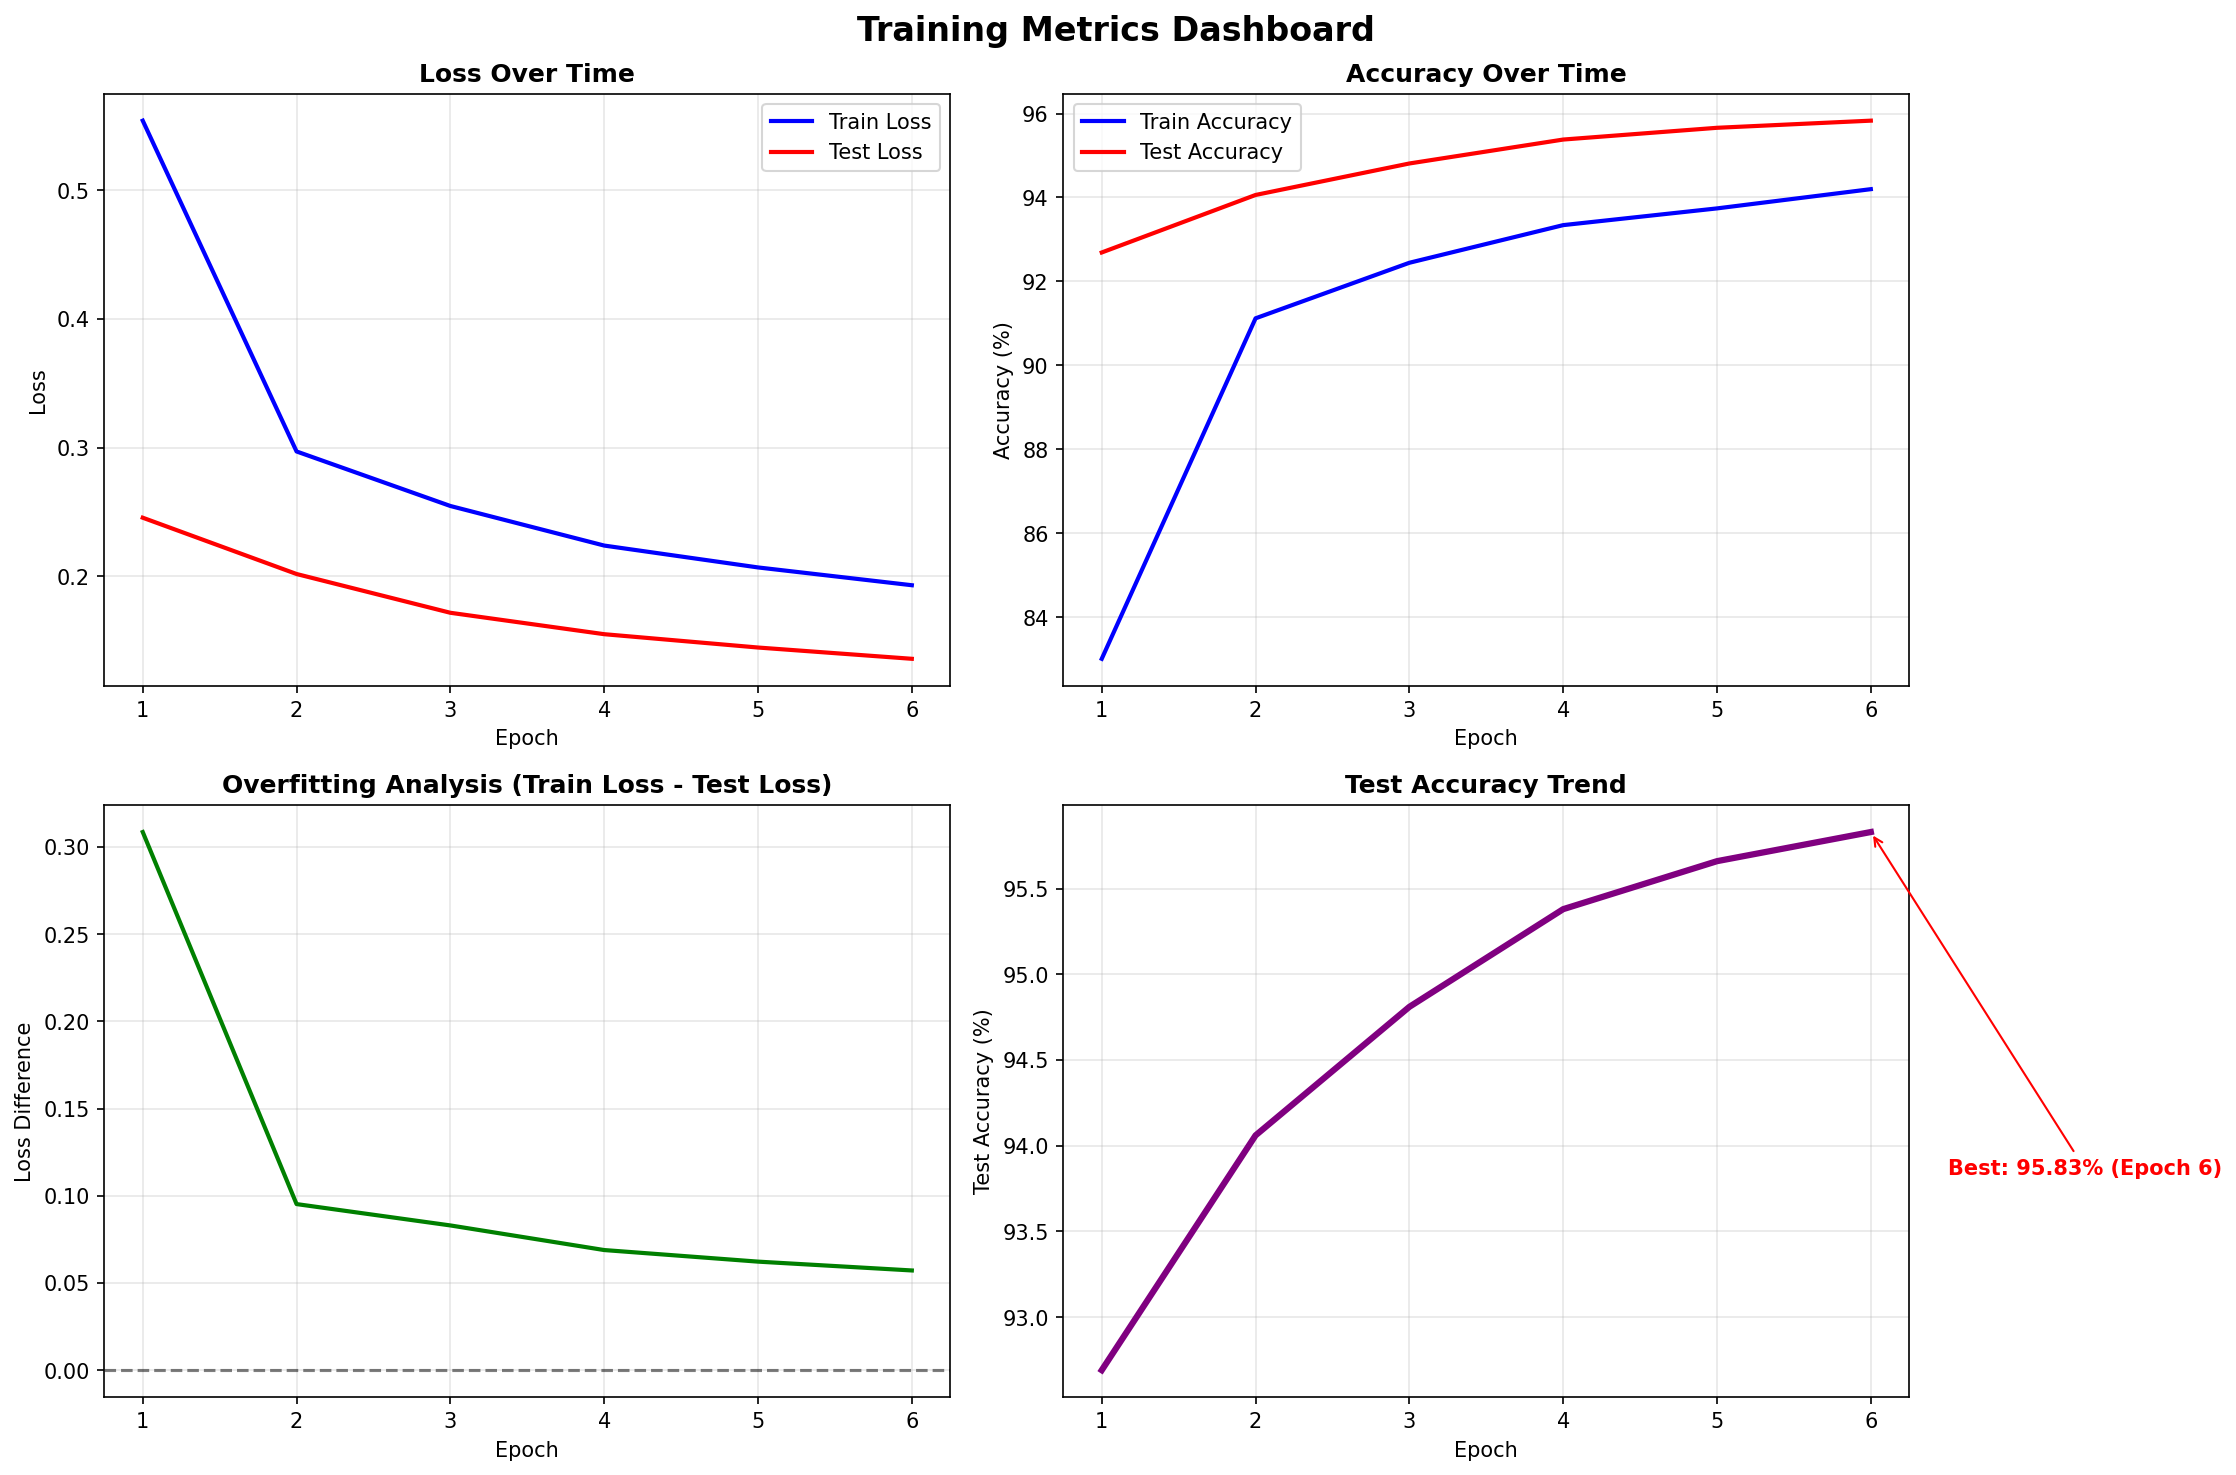 Training Metrics Dashboard
Loss Over Time
Train Loss
Test Loss
Loss
0.5
0.4
0.3
0.2
1 2 3 4 5 6
Epoch
Accuracy Over Time
Train Accuracy
Test Accuracy
Accuracy (%)
96
94
92
90
88
86
84
1 2 3 4 5 6
Epoch
Overfitting Analysis (Train Loss - Test Loss)
Loss Difference
0.30
0.25
0.20
0.15
0.10
0.05
0.00
1 2 3 4 5 6
Epoch
Test Accuracy Trend
Test Accuracy (%)
95.5
95.0
94.5
94.0
93.5
93.0
Best: 95.83% (Epoch 6)
1 2 3 4 5 6
Epoch